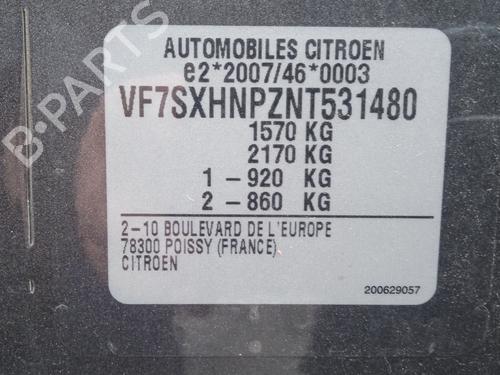 AUTOMOBILES CITROEN
e2*2007/46*0003
VF7SXHNPZNT531480
1570 KG
2170 KG
1 -920 KG
2 -860 KG
2-10 BOULEVARD DE L'EUROPE
78300 POISSY (FRANCE)
CITROEN
200629057
B-PARTS